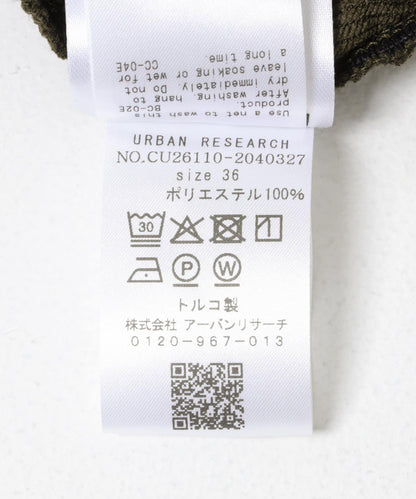 Use a net to wash this
product.
BC-02E
After washing, hang to
dry immediately. Do not
leave soaking or wet for
a long time.
CC-04E
URBAN RESEARCH
NO.CU26110-2040327
size 36
ポリエステル100%
30
P
W
トルコ製
株式会社 アーバンリサーチ
0120-967-013